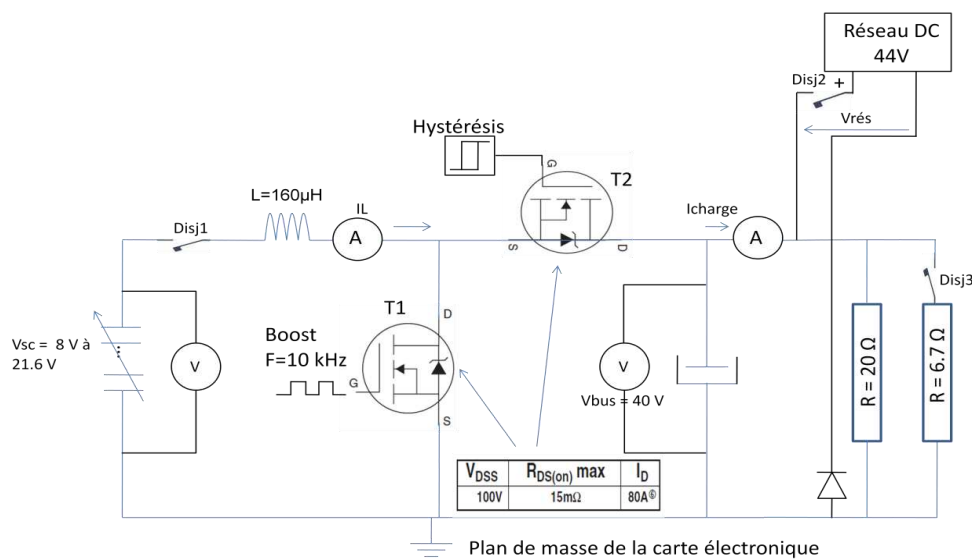 Réseau DC
44V
Disj2
+
Vrés
Hystérésis
G
T2
L=160µH
IL
Icharge
Disj1
A
A
S
D
Disj3
T1
D
Vsc = 8 V à
21.6 V
V
Boost
F=10 kHz
G
S
V
Vbus = 40 V
R = 20 Ω
R = 6.7 Ω
VDSS
RDS(on) max
ID
100V
15mΩ
80A⑥
Plan de masse de la carte électronique